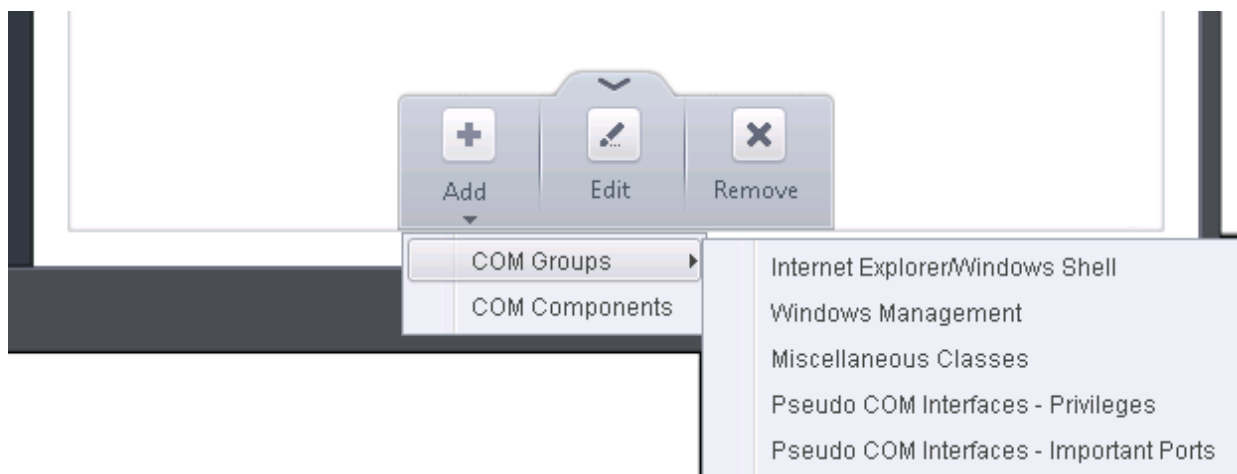 Add
Edit
Remove
COM Groups
COM Components
Internet Explorer/Windows Shell
Windows Management
Miscellaneous Classes
Pseudo COM Interfaces - Privileges
Pseudo COM Interfaces - Important Ports